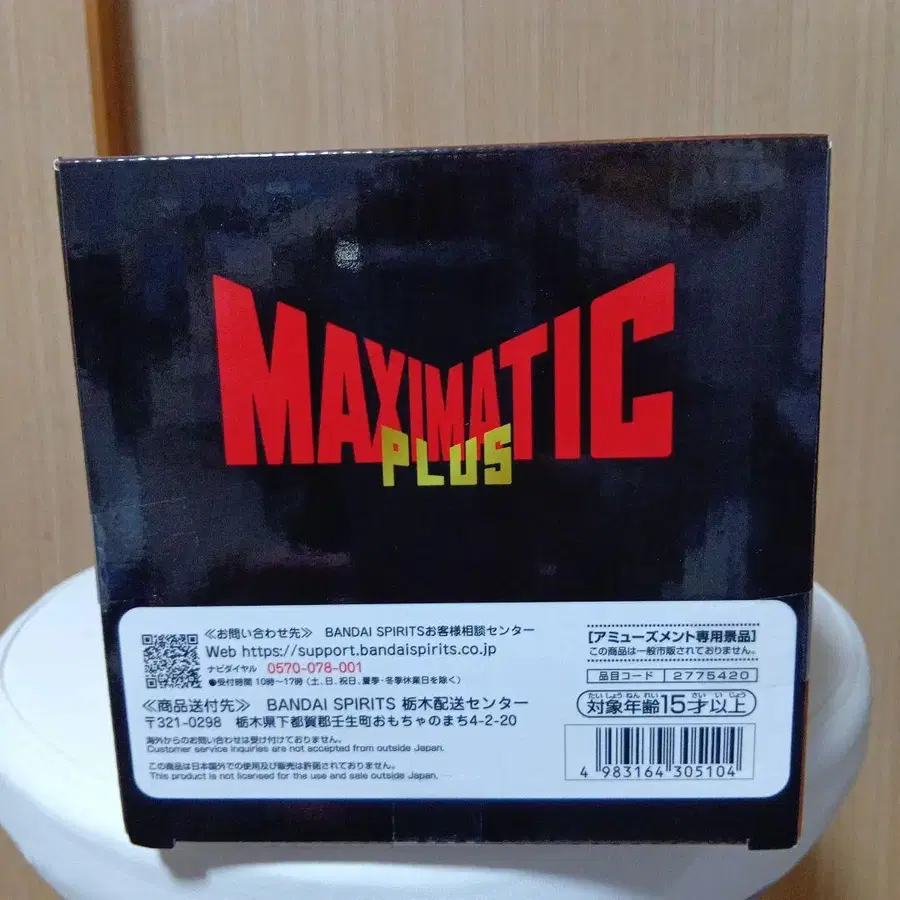 MAXIMATIC
PLUS
≪お問い合わせ先≫ BANDAI SPIRITSお客様相談センター
Web https://support.bandaispirits.co.jp
ナビダイヤル 0570-078-001
●受付時間 10時〜17時 (土、日、祝日、夏季・冬季休業日を除く)
≪商品送付先≫ BANDAI SPIRITS 栃木配送センター
〒321-0298 栃木県下都賀郡壬生町おもちゃのまち4-2-20
海外からのお問い合わせは受け付けておりません。
Customer service inquiries are not accepted from outside Japan.
この商品は日本国外での使用及び販売は許諾されておりません。
This product is not licensed for the use and sale outside Japan.
[アミューズメント専用景品]
この商品は一般市販されておりません。
品目コード 2775420
たいしょうねんれい さい いじょう
対象年齢15才以上
4 983164 305104